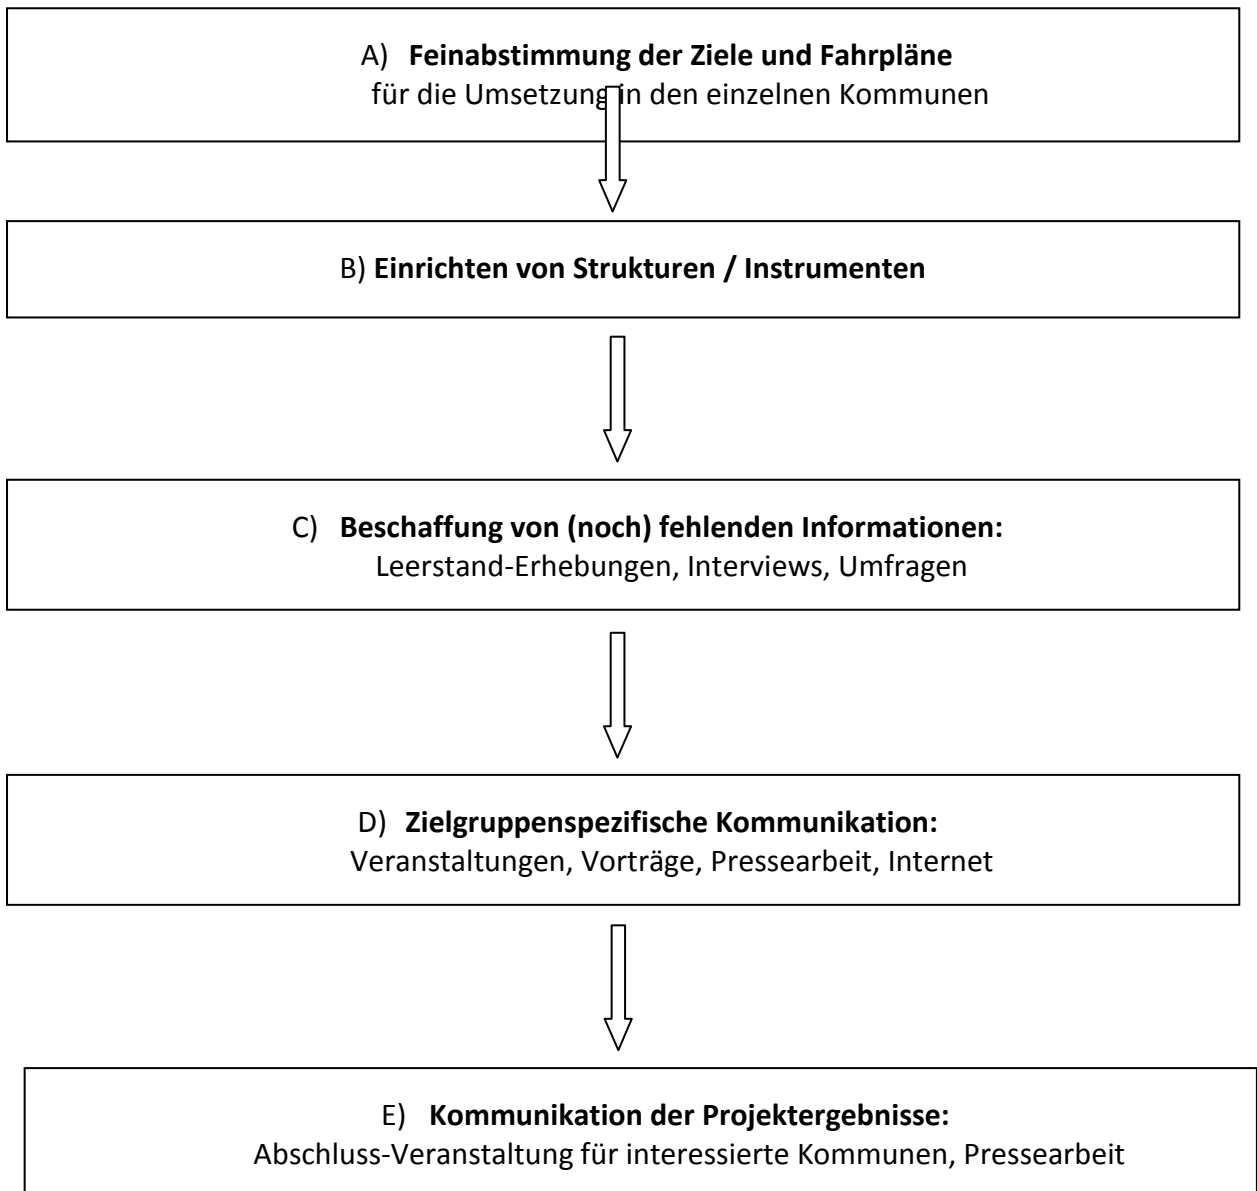 A) Feinabstimmung der Ziele und Fahrpläne
für die Umsetzung in den einzelnen Kommunen
B) Einrichten von Strukturen / Instrumenten
C) Beschaffung von (noch) fehlenden Informationen:
Leerstand-Erhebungen, Interviews, Umfragen
D) Zielgruppenspezifische Kommunikation:
Veranstaltungen, Vorträge, Pressearbeit, Internet
E) Kommunikation der Projektergebnisse:
Abschluss-Veranstaltung für interessierte Kommunen, Pressearbeit